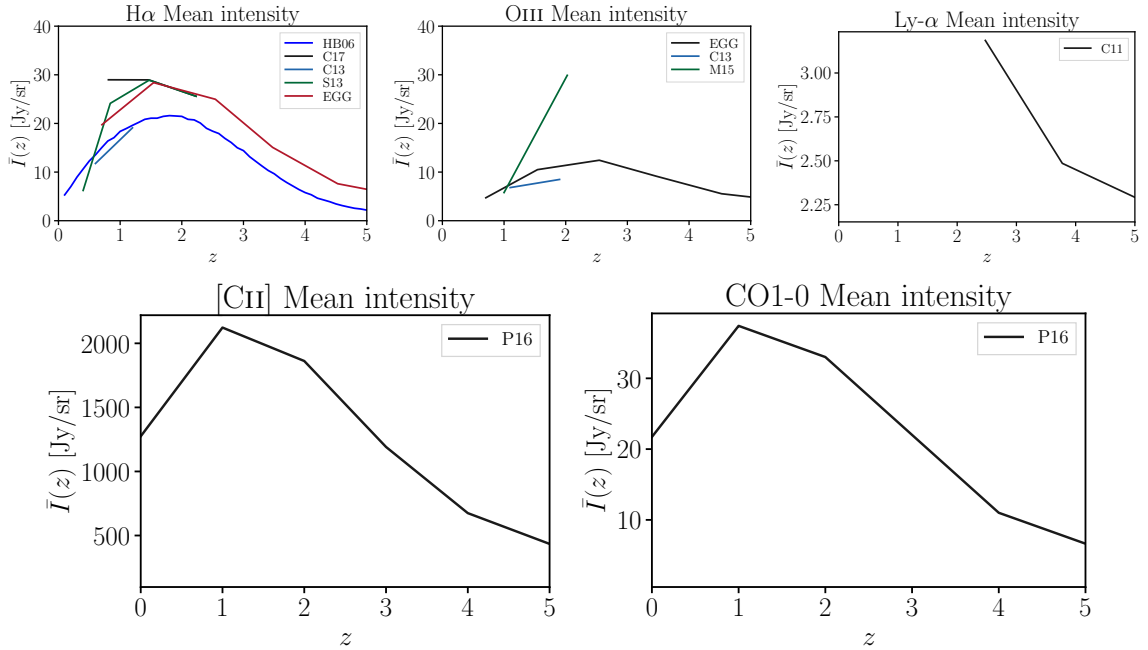 Hα Mean intensity
40
30
20
10
0
Ī(z) [Jy/sr]
0 1 2 3 4 5
z
HB06
C17
C13
S13
EGG
OIII Mean intensity
40
30
20
10
0
Ī(z) [Jy/sr]
0 1 2 3 4 5
z
EGG
C13
M15
Ly-α Mean intensity
3.00
2.75
2.50
2.25
Ī(z) [Jy/sr]
0 1 2 3 4 5
z
C11
[CII] Mean intensity
2000
1500
1000
500
Ī(z) [Jy/sr]
0 1 2 3 4 5
z
P16
CO1-0 Mean intensity
30
20
10
Ī(z) [Jy/sr]
0 1 2 3 4 5
z
P16